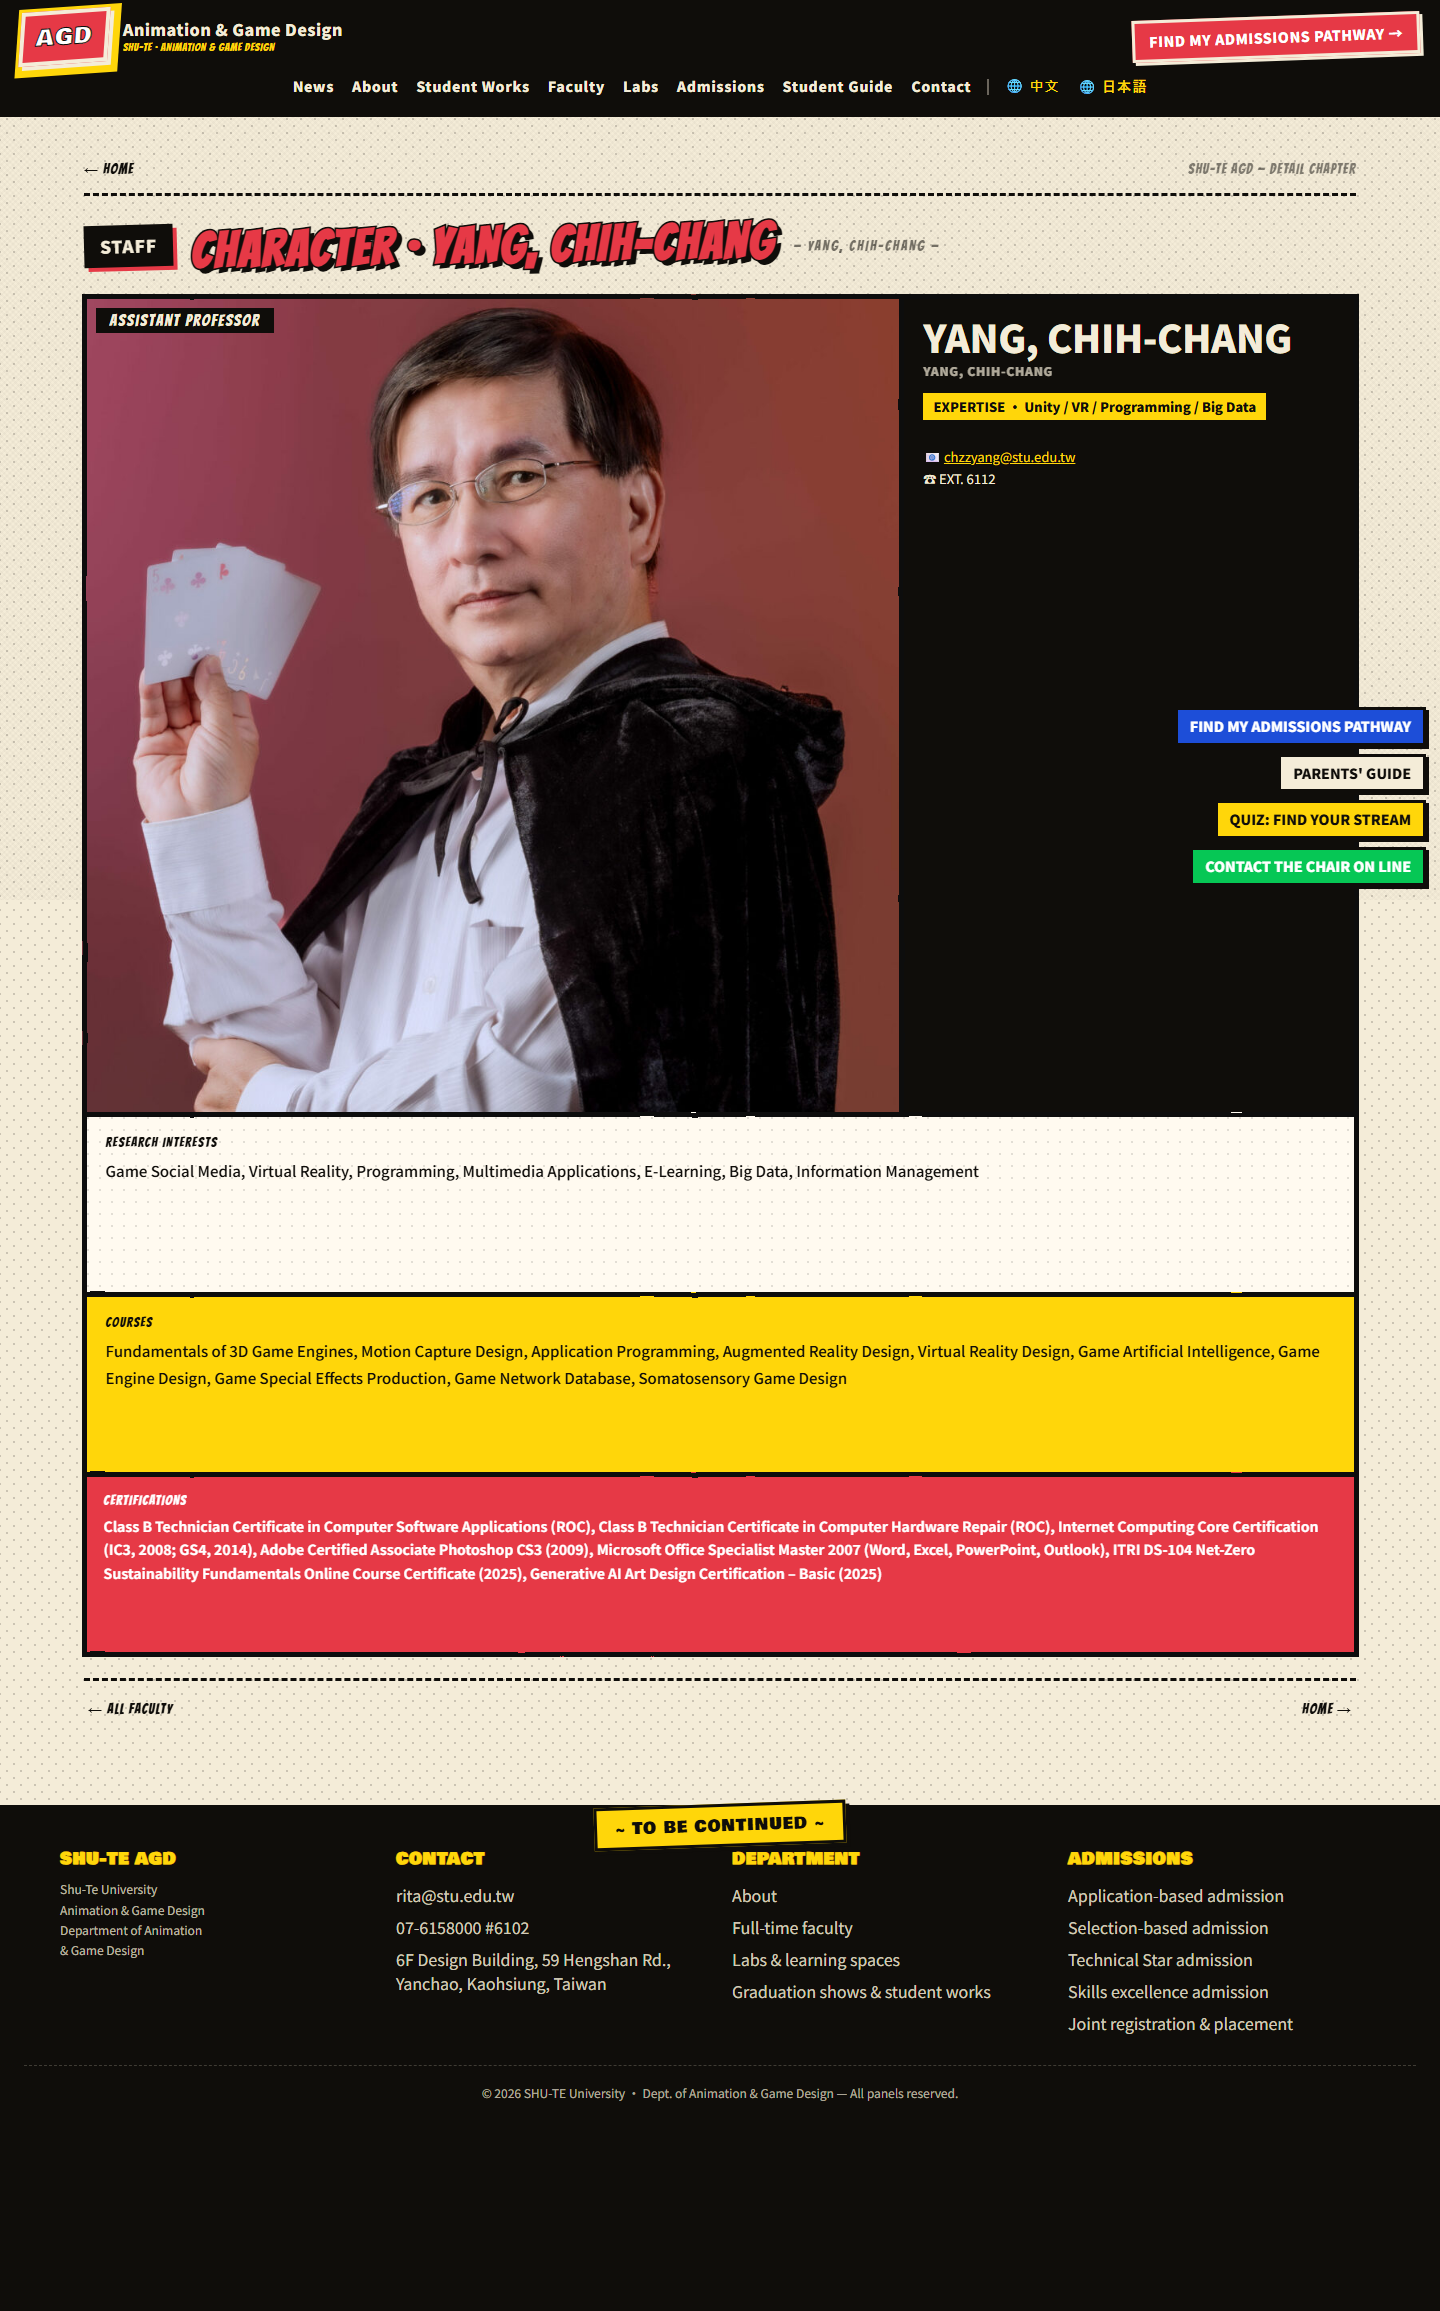 AGD
Animation & Game Design
SHU-TE · ANIMATION & GAME DESIGN
FIND MY ADMISSIONS PATHWAY →
News About Student Works Faculty Labs Admissions Student Guide Contact | 🌐 中文 🌐 日本語
← HOME
SHU-TE AGD – DETAIL CHAPTER
STAFF
CHARACTER • YANG, CHIH-CHANG
– YANG, CHIH-CHANG –
ASSISTANT PROFESSOR
YANG, CHIH-CHANG
YANG, CHIH-CHANG
EXPERTISE • Unity / VR / Programming / Big Data
📧 chzzyang@stu.edu.tw
☎ EXT. 6112
FIND MY ADMISSIONS PATHWAY
PARENTS' GUIDE
QUIZ: FIND YOUR STREAM
CONTACT THE CHAIR ON LINE
RESEARCH INTERESTS
Game Social Media, Virtual Reality, Programming, Multimedia Applications, E-Learning, Big Data, Information Management
COURSES
Fundamentals of 3D Game Engines, Motion Capture Design, Application Programming, Augmented Reality Design, Virtual Reality Design, Game Artificial Intelligence, Game
Engine Design, Game Special Effects Production, Game Network Database, Somatosensory Game Design
CERTIFICATIONS
Class B Technician Certificate in Computer Software Applications (ROC), Class B Technician Certificate in Computer Hardware Repair (ROC), Internet Computing Core Certification
(IC3, 2008; GS4, 2014), Adobe Certified Associate Photoshop CS3 (2009), Microsoft Office Specialist Master 2007 (Word, Excel, PowerPoint, Outlook), ITRI DS-104 Net-Zero
Sustainability Fundamentals Online Course Certificate (2025), Generative AI Art Design Certification – Basic (2025)
← ALL FACULTY
HOME →
~ TO BE CONTINUED ~
SHU-TE AGD
Shu-Te University
Animation & Game Design
Department of Animation
& Game Design
CONTACT
rita@stu.edu.tw
07-6158000 #6102
6F Design Building, 59 Hengshan Rd.,
Yanchao, Kaohsiung, Taiwan
DEPARTMENT
About
Full-time faculty
Labs & learning spaces
Graduation shows & student works
ADMISSIONS
Application-based admission
Selection-based admission
Technical Star admission
Skills excellence admission
Joint registration & placement
© 2026 SHU-TE University • Dept. of Animation & Game Design — All panels reserved.